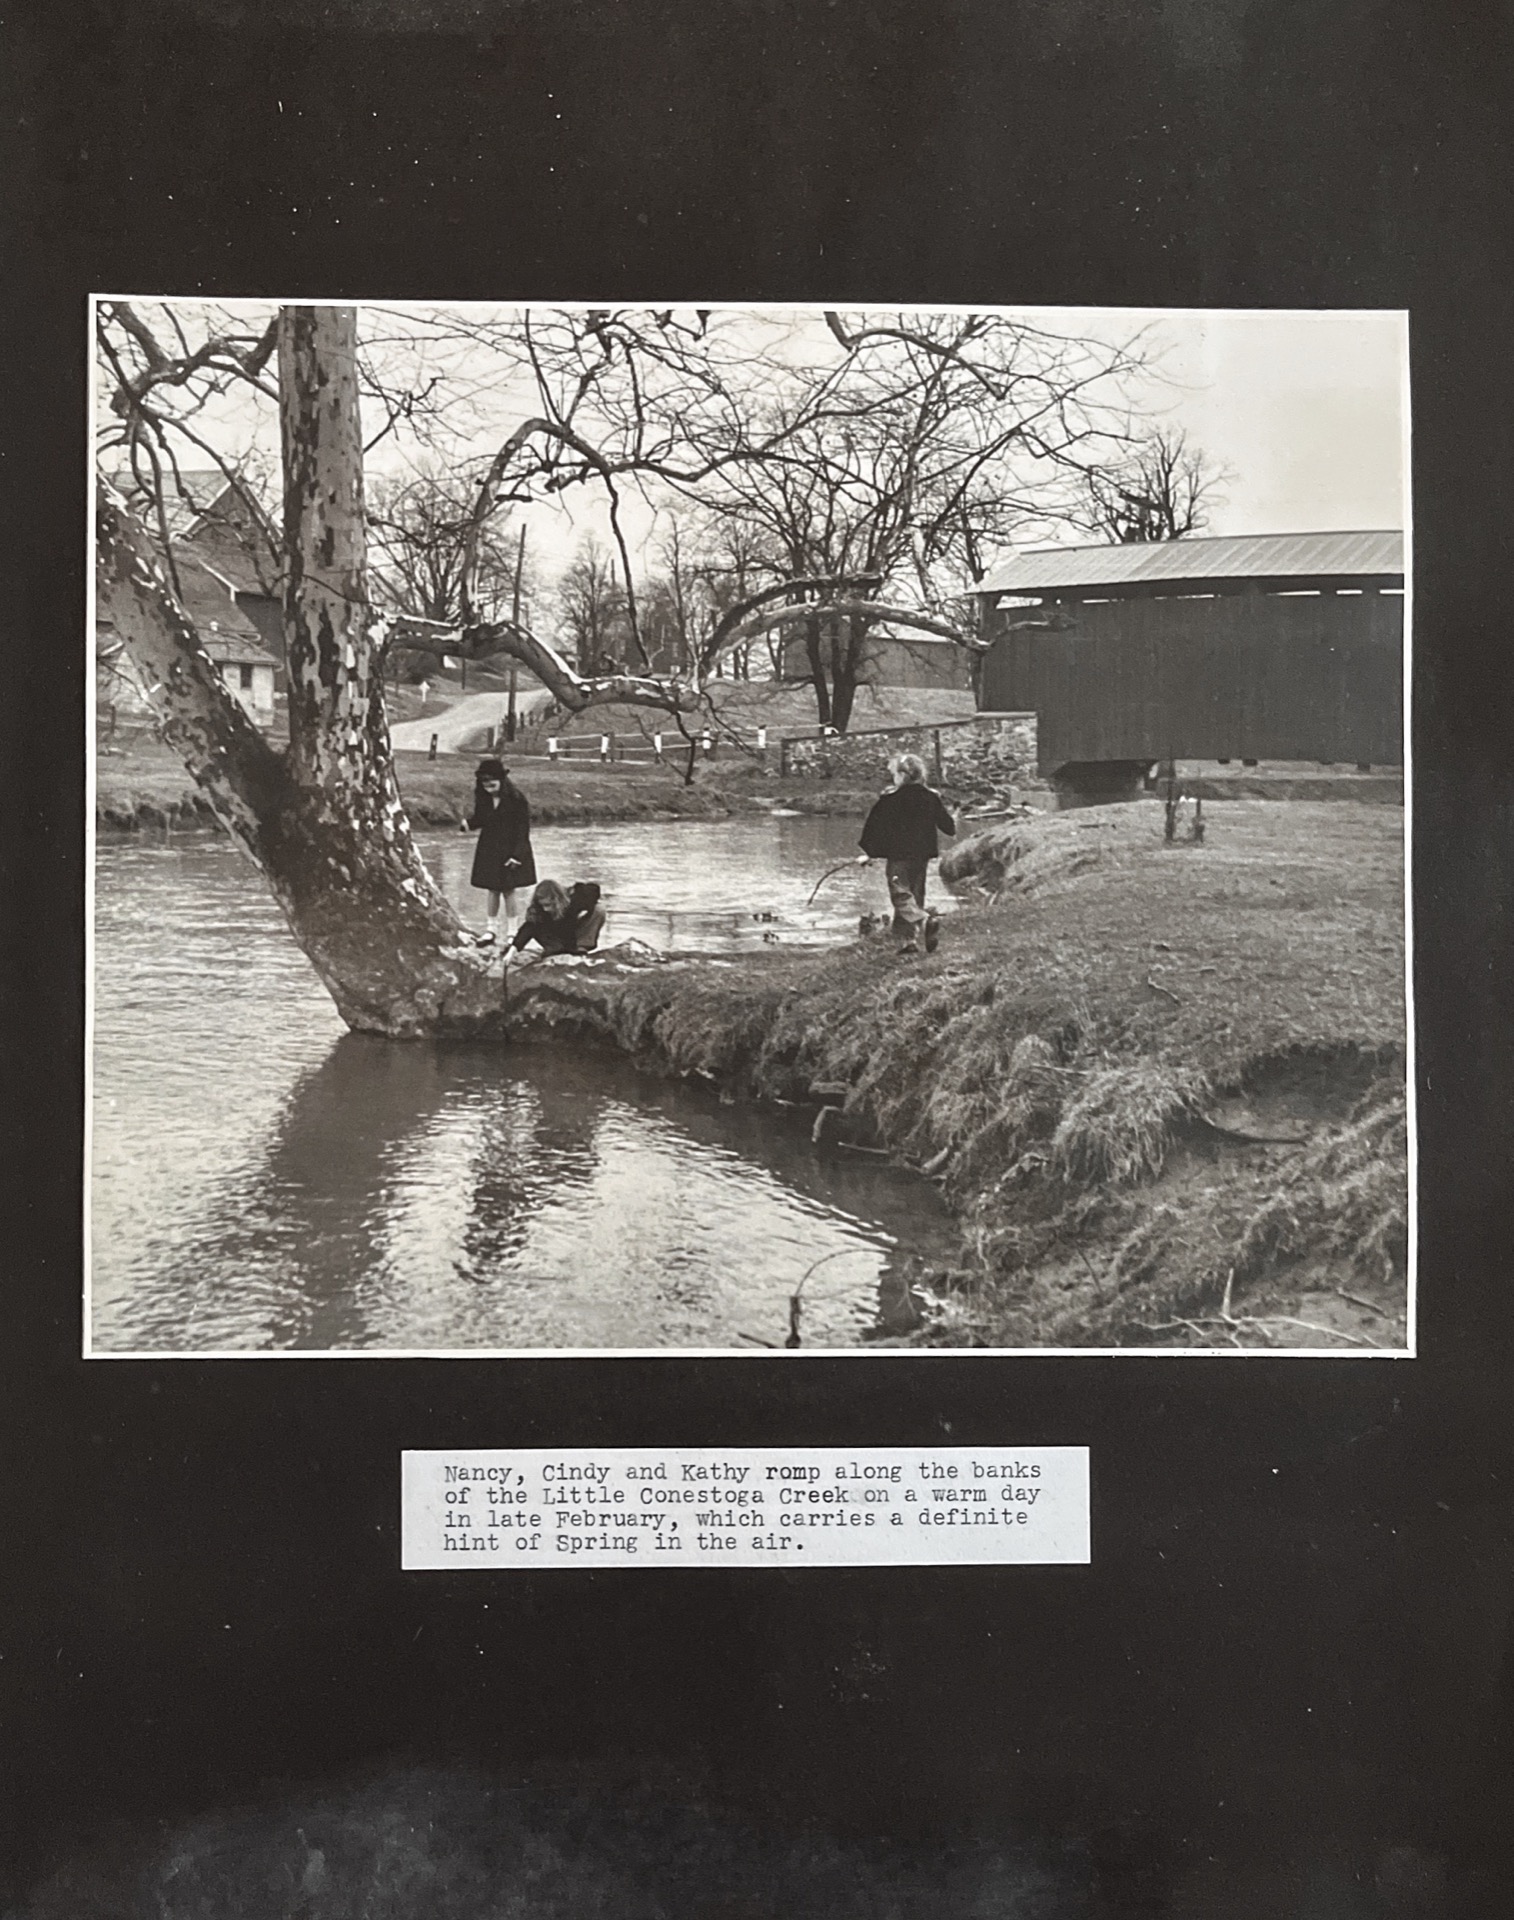 Nancy, Cindy and Kathy romp along the banks
of the Little Conestoga Creek on a warm day
in late February, which carries a definite
hint of Spring in the air.